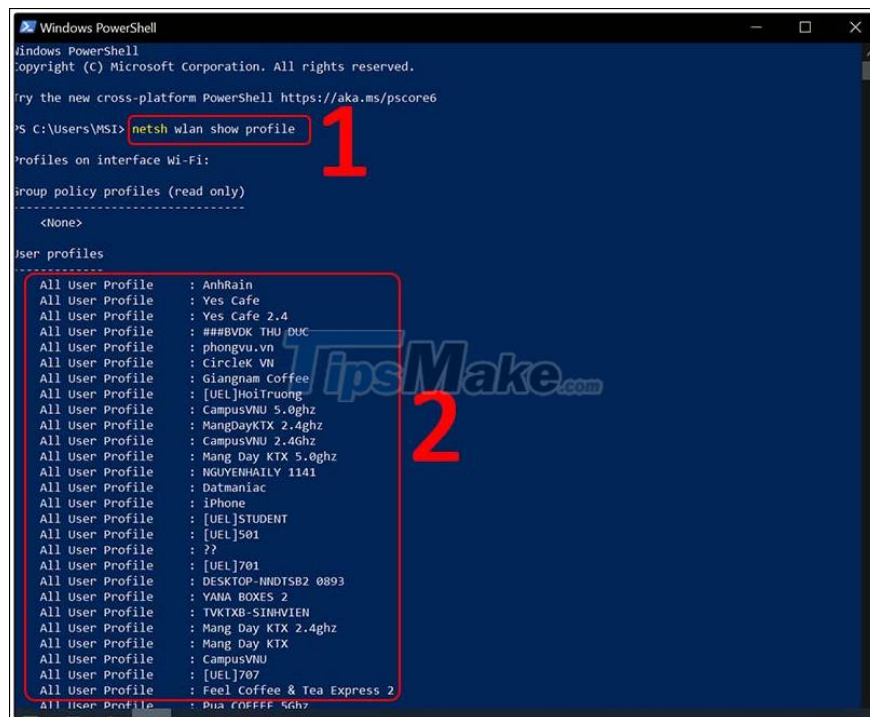 Windows PowerShell
Windows PowerShell
Copyright (C) Microsoft Corporation. All rights reserved.
Try the new cross-platform PowerShell https://aka.ms/pscore6
PS C:\Users\MSI> netsh wlan show profile
1
Profiles on interface Wi-Fi:
Group policy profiles (read only)
---------------------------------
<None>
User profiles
-------------
All User Profile : AnhRain
All User Profile : Yes Cafe
All User Profile : Yes Cafe 2.4
All User Profile : ###BVDK THU DUC
All User Profile : phongvu.vn
All User Profile : CircleK VN
All User Profile : Giangnam Coffee
All User Profile : [UEL]HoiTruong
All User Profile : CampusVNU 5.0ghz
All User Profile : MangDayKTX 2.4ghz
All User Profile : CampusVNU 2.4Ghz
All User Profile : Mang Day KTX 5.0ghz
All User Profile : NGUYENHAILY 1141
All User Profile : Datmaniac
All User Profile : iPhone
All User Profile : [UEL]STUDENT
All User Profile : [UEL]501
All User Profile : ??
All User Profile : [UEL]701
All User Profile : DESKTOP-NNDTSB2 0893
All User Profile : YANA BOXES 2
All User Profile : TVKTXB-SINHVIEN
All User Profile : Mang Day KTX 2.4ghz
All User Profile : Mang Day KTX
All User Profile : CampusVNU
All User Profile : [UEL]707
All User Profile : Feel Coffee & Tea Express 2
All User Profile : Pua COFFEE 5Ghz
2
TipsMake.com